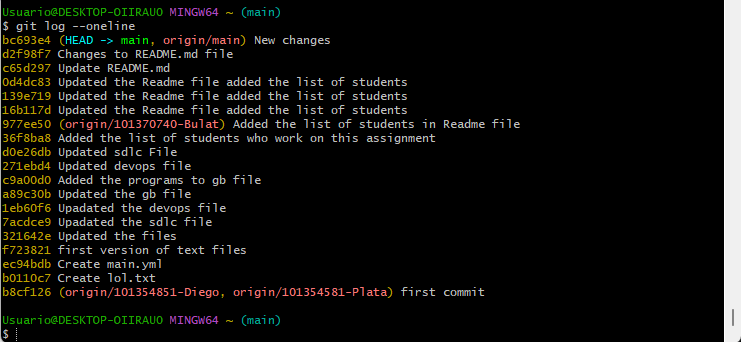 Usuario@DESKTOP-OIIRAUO MINGW64 ~ (main)
$ git log --oneline
bc693e4 (HEAD -> main, origin/main) New changes
d2f98f7 Changes to README.md file
c65d297 Update README.md
0d4dc83 Updated the Readme file added the list of students
139e719 Updated the Readme file added the list of students
16b117d Updated the Readme file added the list of students
977ee50 (origin/101370740-Bulat) Added the list of students in Readme file
36f8ba8 Added the list of students who work on this assignment
d0e26db Updated sdlc File
271ebd4 Updated devops file
c9a00d0 Added the programs to gb file
a89c30b Updated the gb file
1eb60f6 Upadated the devops file
7acdce9 Upadated the sdlc file
321642e Updated the files
f723821 first version of text files
ec94bdb Create main.yml
b0110c7 Create lol.txt
b8cf126 (origin/101354851-Diego, origin/101354581-Plata) first commit
Usuario@DESKTOP-OIIRAUO MINGW64 ~ (main)
$